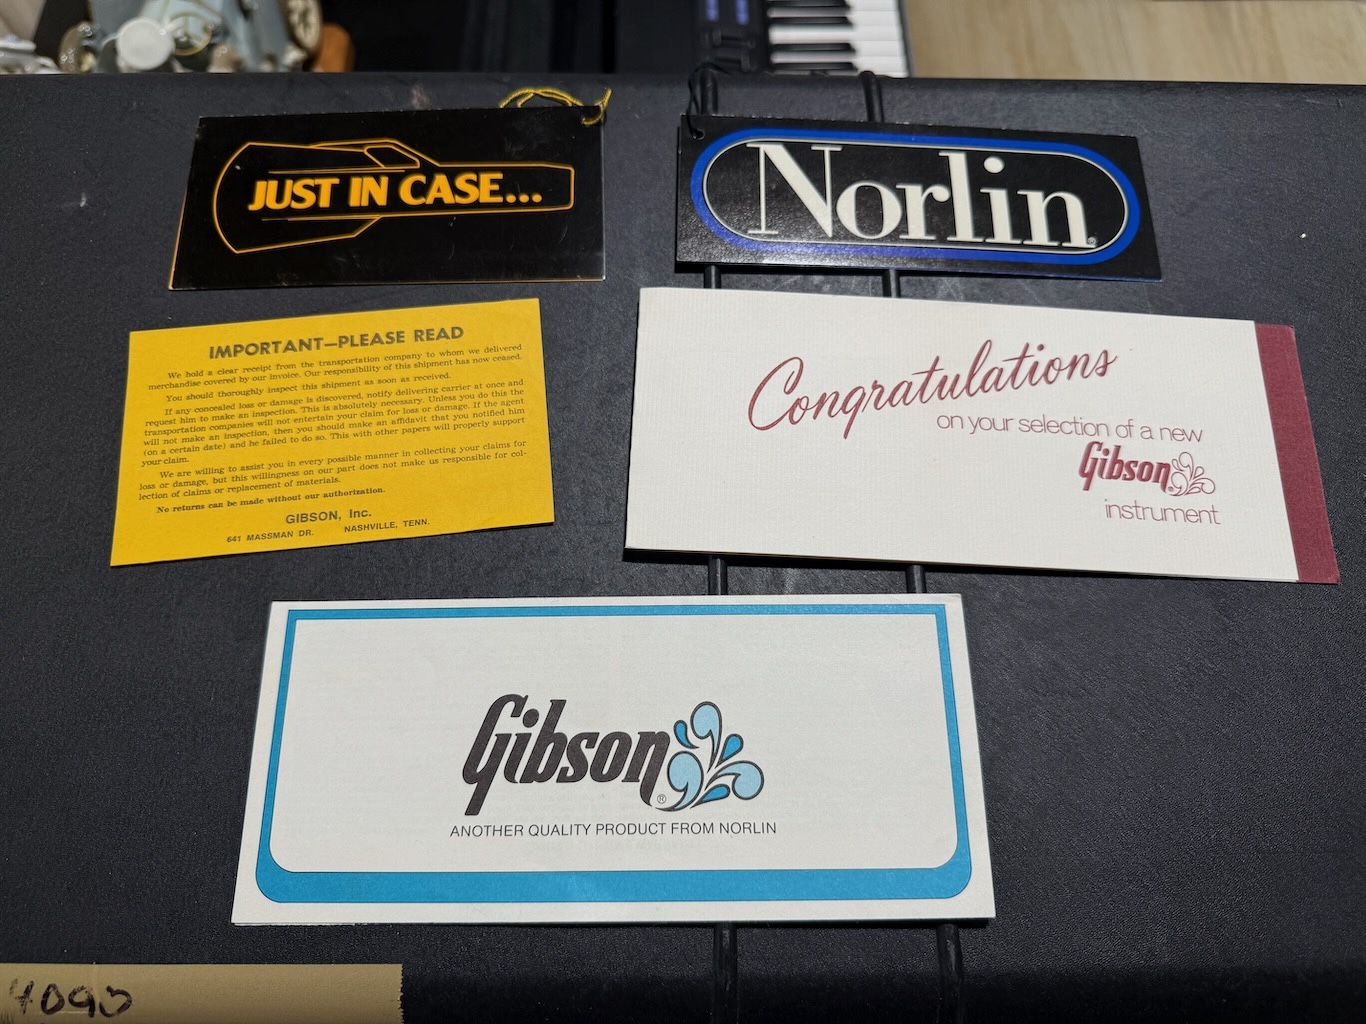 JUST IN CASE...
Norlin®
IMPORTANT—PLEASE READ
We hold a clear receipt from the transportation company to whom we delivered
merchandise covered by our invoice. Our responsibility of this shipment has now ceased.
You should thoroughly inspect this shipment as soon as received.
If any concealed loss or damage is discovered, notify delivering carrier at once and
request him to make an inspection. This is absolutely necessary. Unless you do this the
transportation companies will not entertain your claim for loss or damage. If the agent
will not make an inspection, then you should make an affidavit that you notified him
(on a certain date) and he failed to do so. This with other papers will properly support
your claim.
We are willing to assist you in every possible manner in collecting your claims for
loss or damage, but this willingness on our part does not make us responsible for col-
lection of claims or replacement of materials.
No returns can be made without our authorization.
GIBSON, Inc.
641 MASSMAN DR. NASHVILLE, TENN.
Congratulations
on your selection of a new
Gibson®
instrument
Gibson®
ANOTHER QUALITY PRODUCT FROM NORLIN